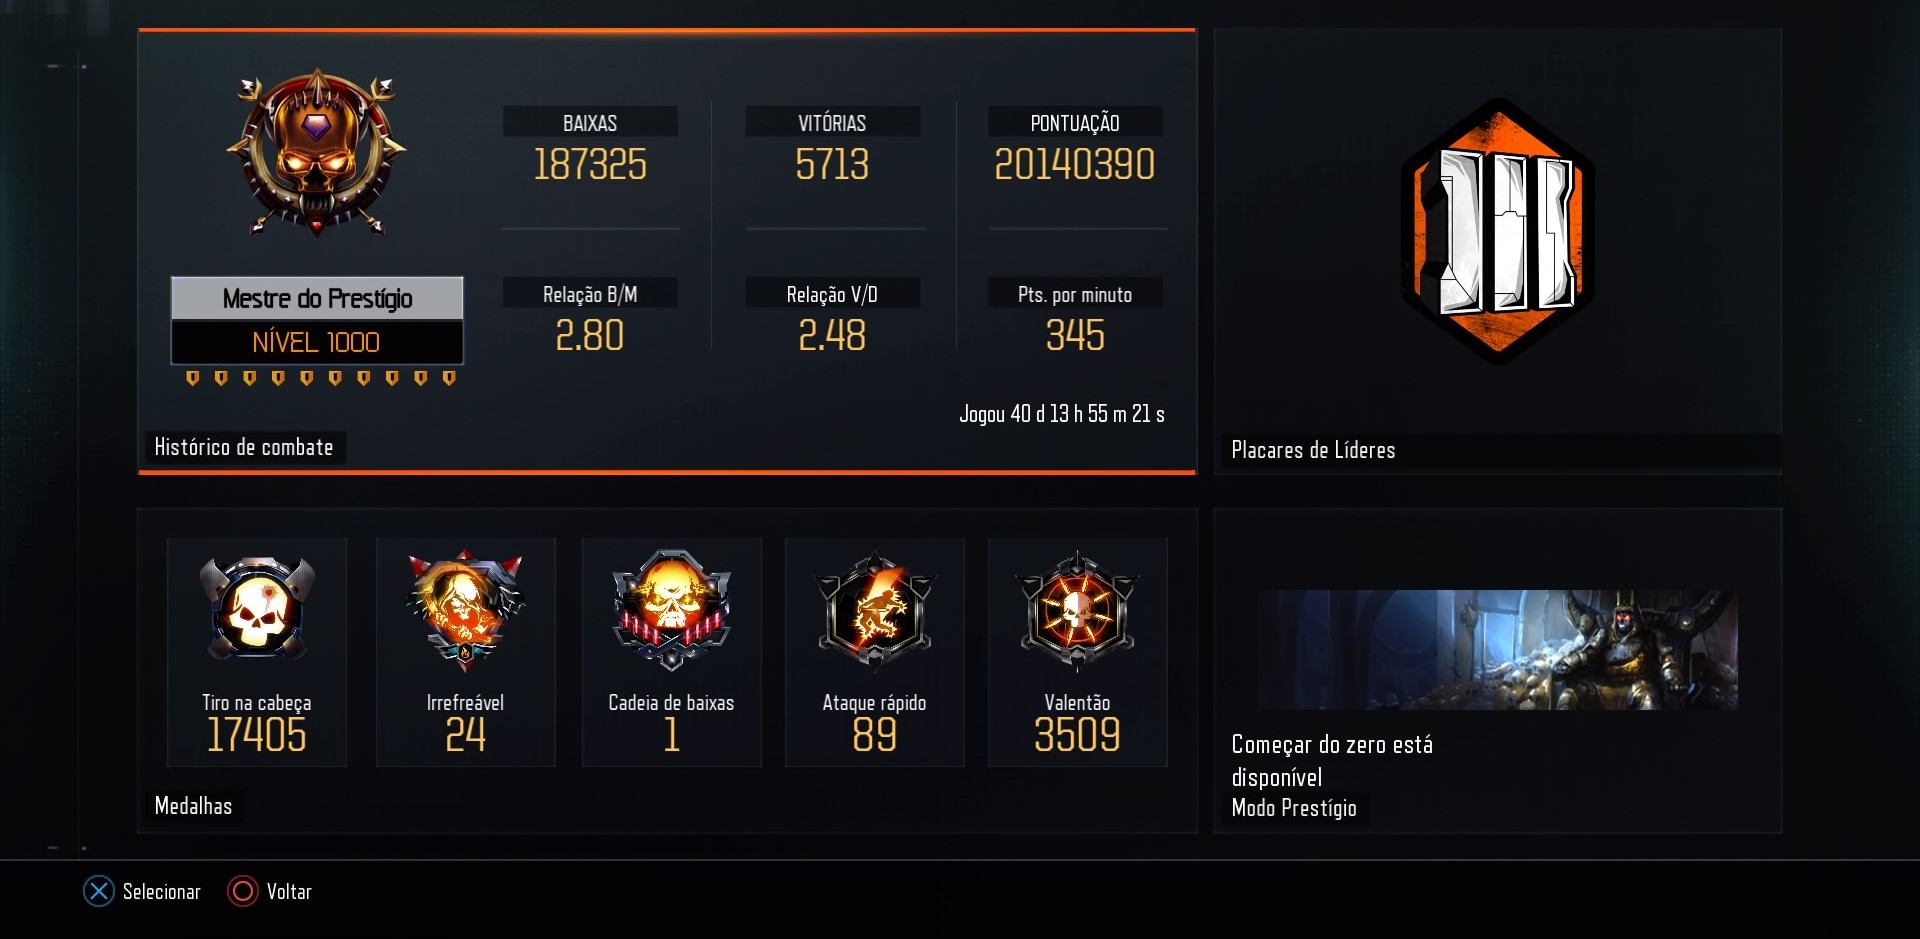 BAIXAS
187325
VITÓRIAS
5713
PONTUAÇÃO
20140390
Mestre do Prestígio
NÍVEL 1000
Relação B/M
2.80
Relação V/D
2.48
Pts. por minuto
345
Jogou 40 d 13 h 55 m 21 s
Histórico de combate
Placares de Líderes
Tiro na cabeça
17405
Irrefreável
24
Cadeia de baixas
1
Ataque rápido
89
Valentão
3509
Medalhas
Começar do zero está
disponível
Modo Prestígio
Selecionar
Voltar